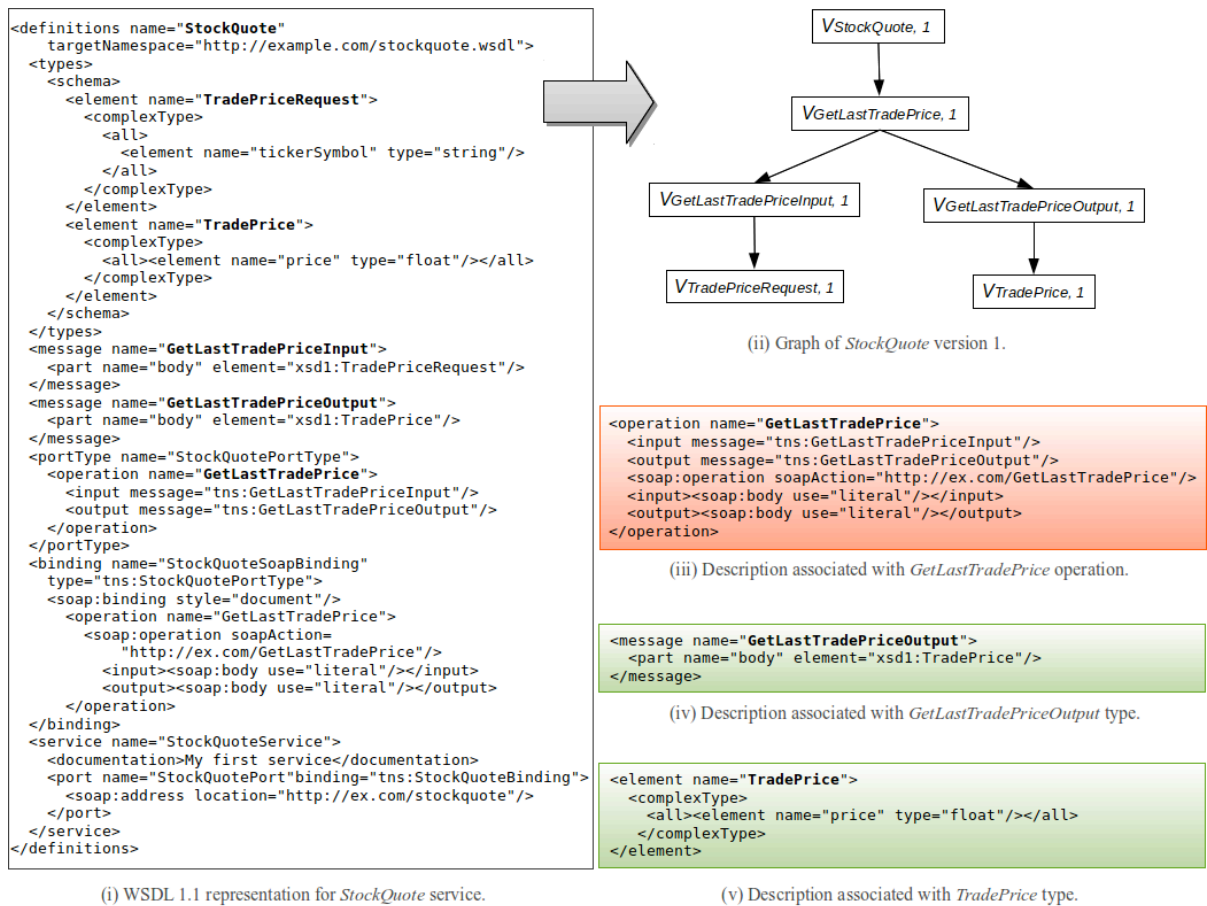 <definitions name="StockQuote"
targetNamespace="http://example.com/stockquote.wsdl">
<types>
<schema>
<element name="TradePriceRequest">
<complexType>
<all>
<element name="tickerSymbol" type="string"/>
</all>
</complexType>
</element>
<element name="TradePrice">
<complexType>
<all><element name="price" type="float"/></all>
</complexType>
</element>
</schema>
</types>
<message name="GetLastTradePriceInput">
<part name="body" element="xsd1:TradePriceRequest"/>
</message>
<message name="GetLastTradePriceOutput">
<part name="body" element="xsd1:TradePrice"/>
</message>
<portType name="StockQuotePortType">
<operation name="GetLastTradePrice">
<input message="tns:GetLastTradePriceInput"/>
<output message="tns:GetLastTradePriceOutput"/>
</operation>
</portType>
<binding name="StockQuoteSoapBinding"
type="tns:StockQuotePortType">
<soap:binding style="document"/>
<operation name="GetLastTradePrice">
<soap:operation soapAction=
"http://ex.com/GetLastTradePrice"/>
<input><soap:body use="literal"/></input>
<output><soap:body use="literal"/></output>
</operation>
</binding>
<service name="StockQuoteService">
<documentation>My first service</documentation>
<port name="StockQuotePort"binding="tns:StockQuoteBinding">
<soap:address location="http://ex.com/stockquote"/>
</port>
</service>
</definitions>
(i) WSDL 1.1 representation for StockQuote service.
VStockQuote, 1
VGetLastTradePrice, 1
VGetLastTradePriceInput, 1
VGetLastTradePriceOutput, 1
VTradePriceRequest, 1
VTradePrice, 1
(ii) Graph of StockQuote version 1.
<operation name="GetLastTradePrice">
<input message="tns:GetLastTradePriceInput"/>
<output message="tns:GetLastTradePriceOutput"/>
<soap:operation soapAction="http://ex.com/GetLastTradePrice"/>
<input><soap:body use="literal"/></input>
<output><soap:body use="literal"/></output>
</operation>
(iii) Description associated with GetLastTradePrice operation.
<message name="GetLastTradePriceOutput">
<part name="body" element="xsd1:TradePrice"/>
</message>
(iv) Description associated with GetLastTradePriceOutput type.
<element name="TradePrice">
<complexType>
<all><element name="price" type="float"/></all>
</complexType>
</element>
(v) Description associated with TradePrice type.